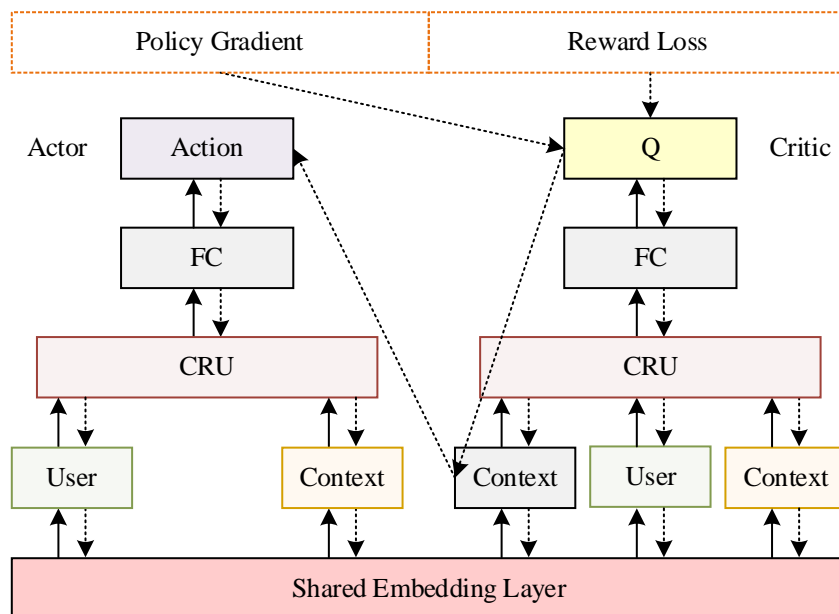 Policy Gradient
Reward Loss
Actor
Action
Q
Critic
FC
FC
CRU
CRU
User
Context
Context
User
Context
Shared Embedding Layer